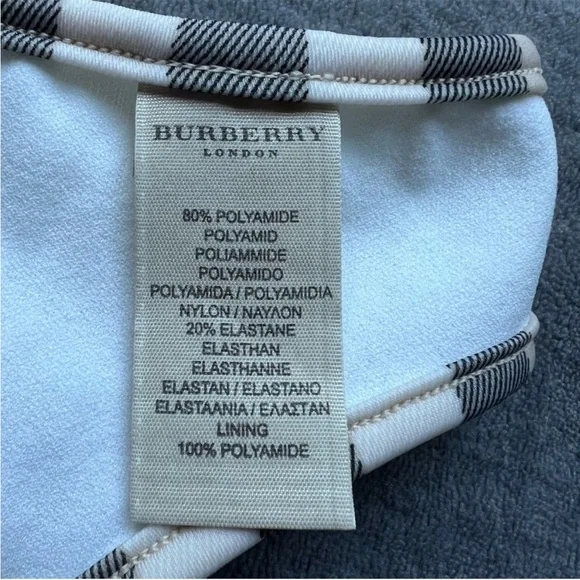 BURBERRY
LONDON
80% POLYAMIDE
POLYAMID
POLIAMMIDE
POLYAMIDO
POLYAMIDA / POLYAMIDIA
NYLON / ΝΑΥΛΟΝ
20% ELASTANE
ELASTHAN
ELASTHANNE
ELASTAN / ELASTANO
ELASTAANIA / ΕΛΑΣΤΑΝ
LINING
100% POLYAMIDE